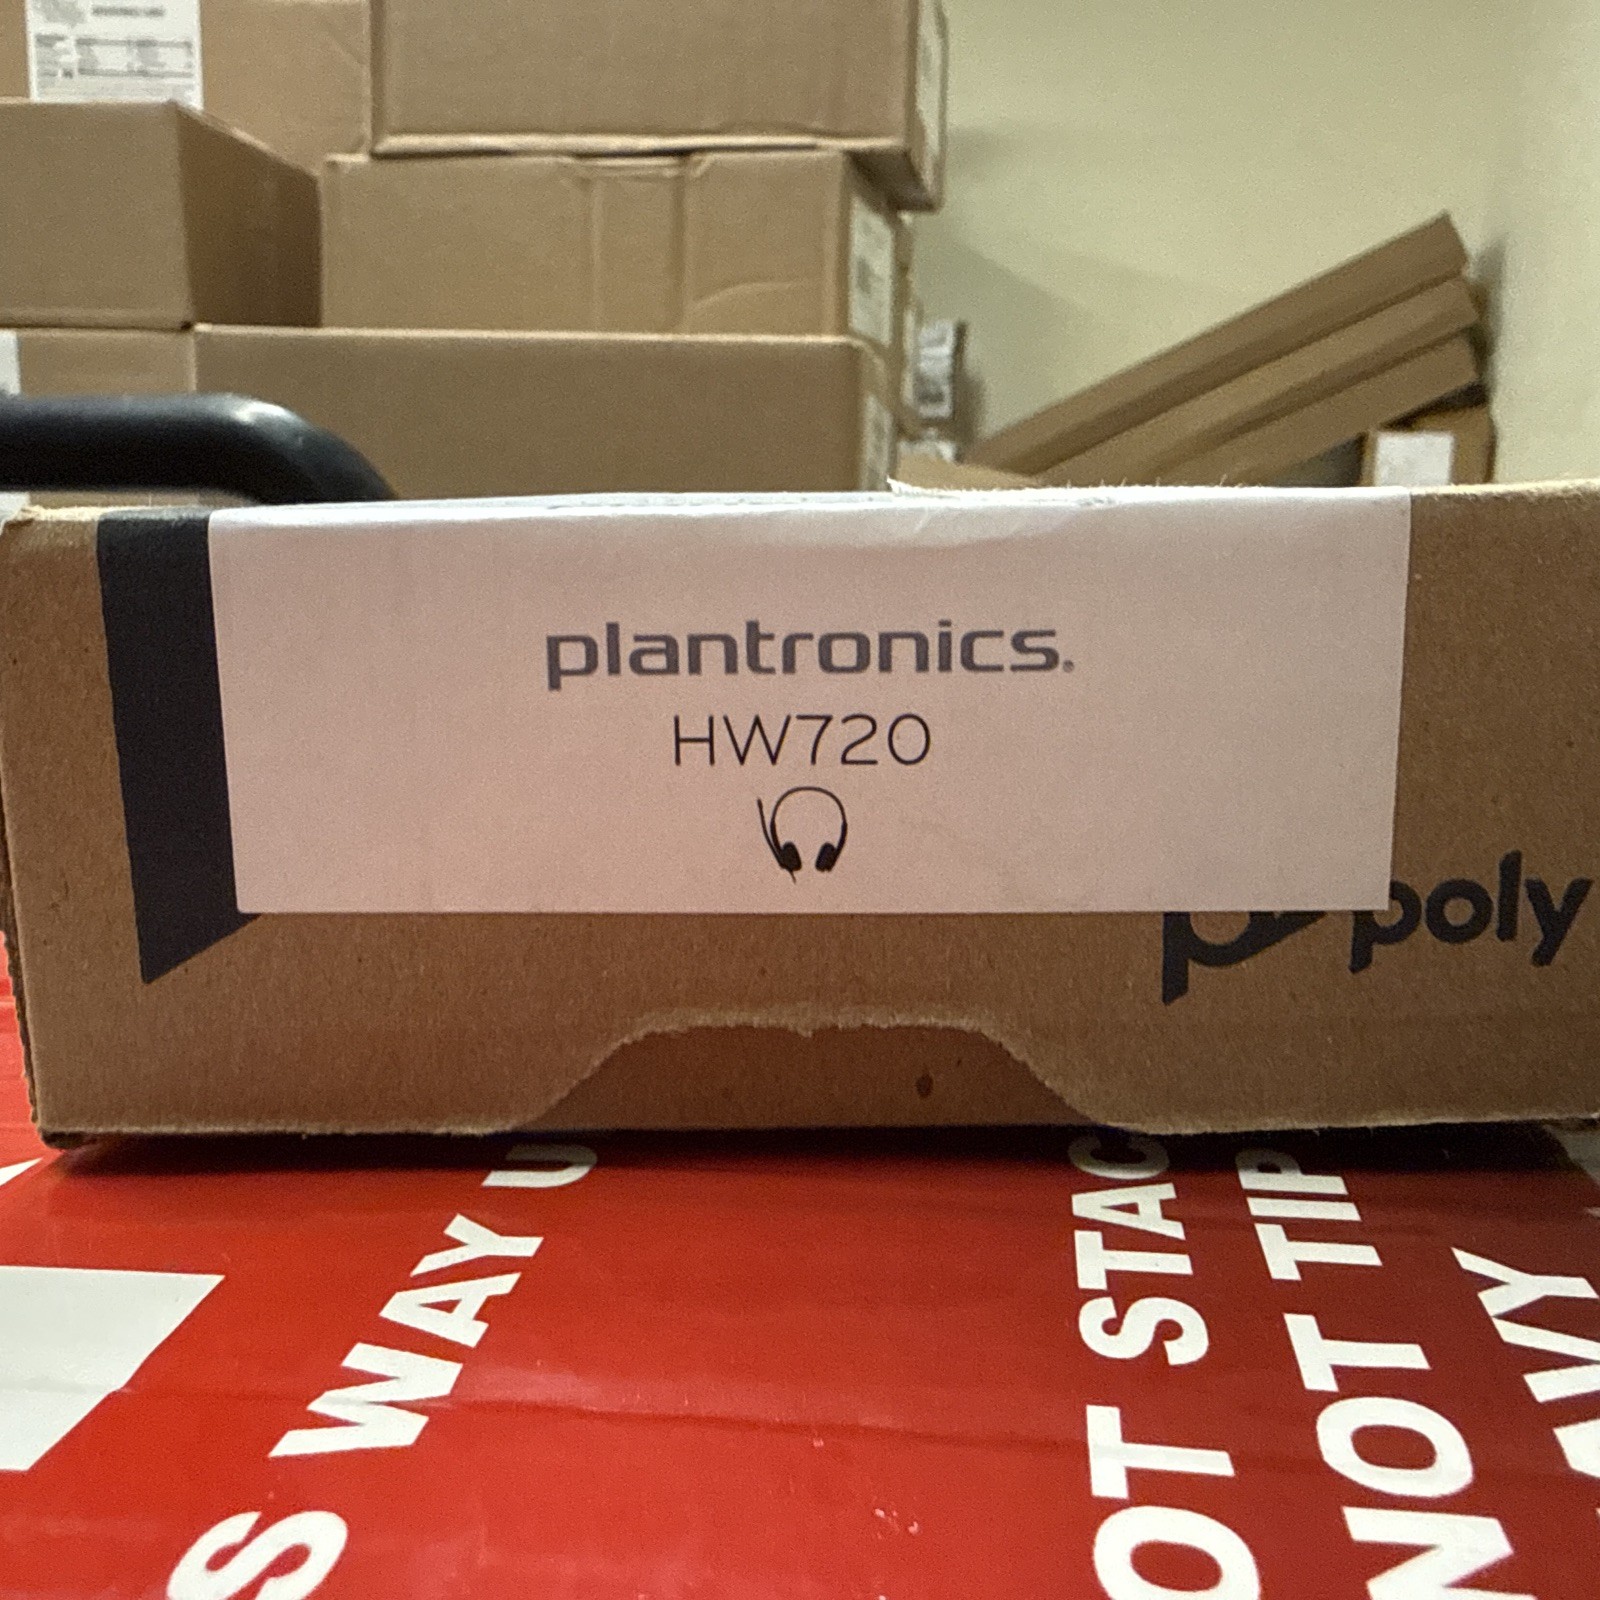 plantronics®
HW720
poly
S WAY U
OT STAC
NOT TIP